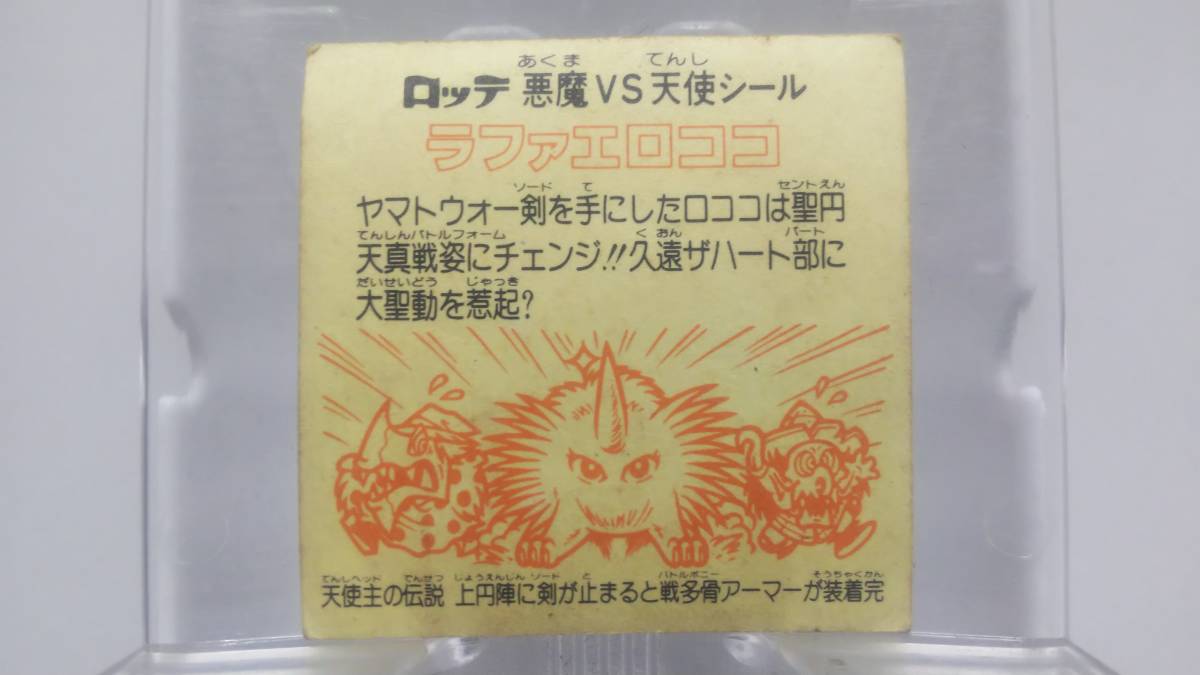 あくま てんし
ロッテ 悪魔VS天使シール
ラファエロココ
ソード て セントえん
ヤマトウォー剣を手にしたロココは聖円
てんしんバトルフォーム くおん パート
天真戦姿にチェンジ!!久遠ザハート部に
だいせいどう じゃっき
大聖動を惹起?
てんしヘッド でんせつ じょうえんじん ソード と バトルボニー そうちゃくかん
天使主の伝説 上円陣に剣が止まると戦多骨アーマーが装着完